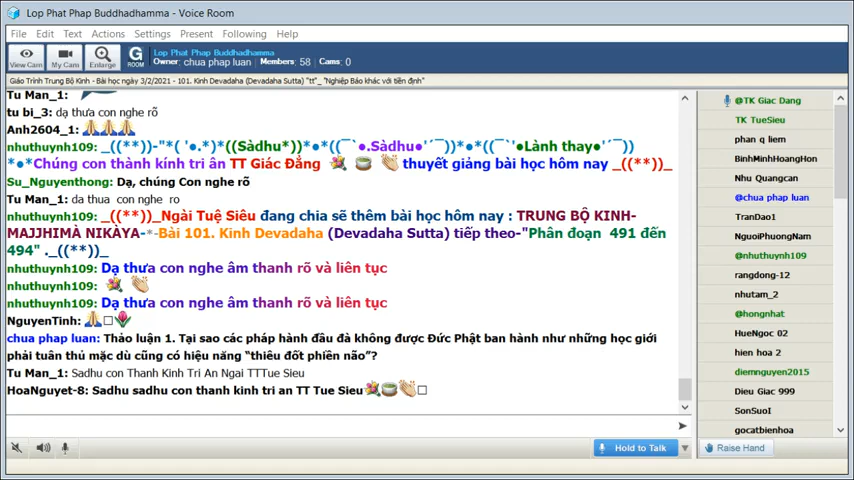 Lop Phat Phap Buddhadhamma - Voice Room
File Edit Text Actions Settings Present Following Help
View Cam My Cam Enlarge G ROOM
Lop Phat Phap Buddhadhamma
Owner: chua phap luan: Members: 58 Cams: 0
Giáo Trình Trung Bộ Kinh - Bài học ngày 3/2/2021 - 101. Kinh Devadaha (Devadaha Sutta) "tt"_ "Nghiệp Báo khác với tiền định"
Tu Man_1:
tu bi_3: dạ thưa con nghe rõ
Anh2604_1: 🙏🙏🙏
nhuthuynh109: _((**))-"*( '●.*)●((Sàdhu*))*●*((¯`●.Sàdhu●'´¯))*●*((¯`'●Lành thay●'´¯))
*●*Chúng con thành kính tri ân TT Giác Đẳng 💐 🍵 👏 thuyết giảng bài học hôm nay _((**))_
Su_Nguyenthong: Dạ, chúng Con nghe rõ
Tu Man_1: da thua con nghe ro
nhuthuynh109: _((**))_Ngài Tuệ Siêu đang chia sẽ thêm bài học hôm nay : TRUNG BỘ KINH-
MAJJHIMÀ NIKÀYA-*-Bài 101. Kinh Devadaha (Devadaha Sutta) tiếp theo-"Phân đoạn 491 đến
494" ._((**))_
nhuthuynh109: Dạ thưa con nghe âm thanh rõ và liên tục
nhuthuynh109: 💐 👏
nhuthuynh109: Dạ thưa con nghe âm thanh rõ và liên tục
NguyenTinh: 🙏□🌷
chua phap luan: Thảo luận 1. Tại sao các pháp hành đầu đà không được Đức Phật ban hành như những học giới
phải tuân thủ mặc dù cũng có hiệu năng “thiêu đốt phiền não”?
Tu Man_1: Sadhu con Thanh Kinh Tri An Ngai TTTue Sieu
HoaNguyet-8: Sadhu sadhu con thanh kinh tri an TT Tue Sieu💐🍵👏□
Hold to Talk
@TK Giac Dang
TK TueSieu
phan q liem
BinhMinhHoangHon
Nhu Quangcan
@chua phap luan
TranDao1
NguoiPhuongNam
@nhuthuynh109
rangdong-12
nhutam_2
@hongnhat
HueNgoc 02
hien hoa 2
diemnguyen2015
Dieu Giac 999
SonSuoI
gocatbienhoa
Raise Hand